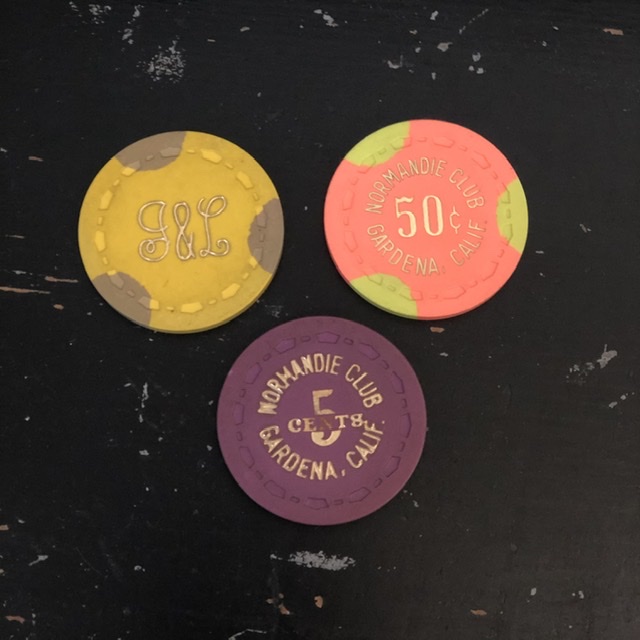 J&L
NORMANDIE CLUB
50¢
GARDENA, CALIF.
NORMANDIE CLUB
5
CENTS
GARDENA, CALIF.